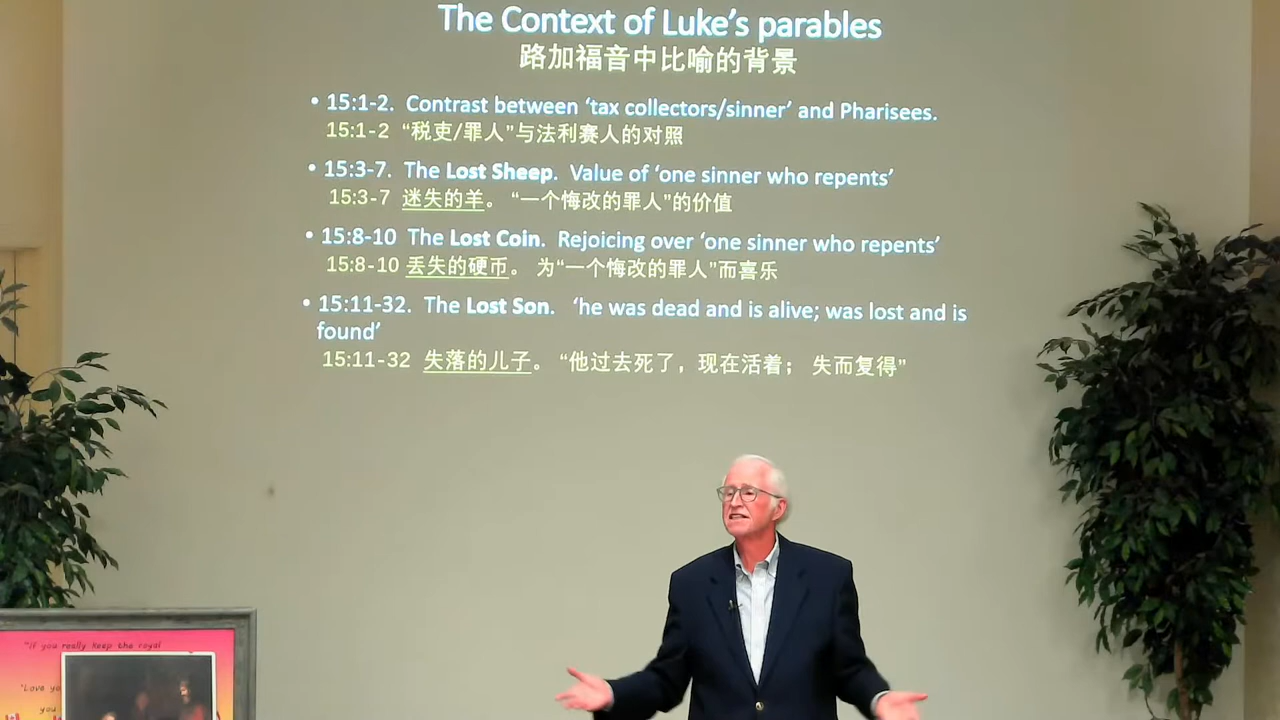 The Context of Luke's parables
路加福音中比喻的背景
• 15:1-2. Contrast between 'tax collectors/sinner' and Pharisees.
15:1-2 “税吏/罪人”与法利赛人的对照
• 15:3-7. The Lost Sheep. Value of 'one sinner who repents'
15:3-7 迷失的羊。 “一个悔改的罪人”的价值
• 15:8-10 The Lost Coin. Rejoicing over 'one sinner who repents'
15:8-10 丢失的硬币。 为“一个悔改的罪人”而喜乐
• 15:11-32. The Lost Son. 'he was dead and is alive; was lost and is
found'
15:11-32 失落的儿子。 “他过去死了，现在活着； 失而复得”
"if you really keep the royal
'Love yo
you